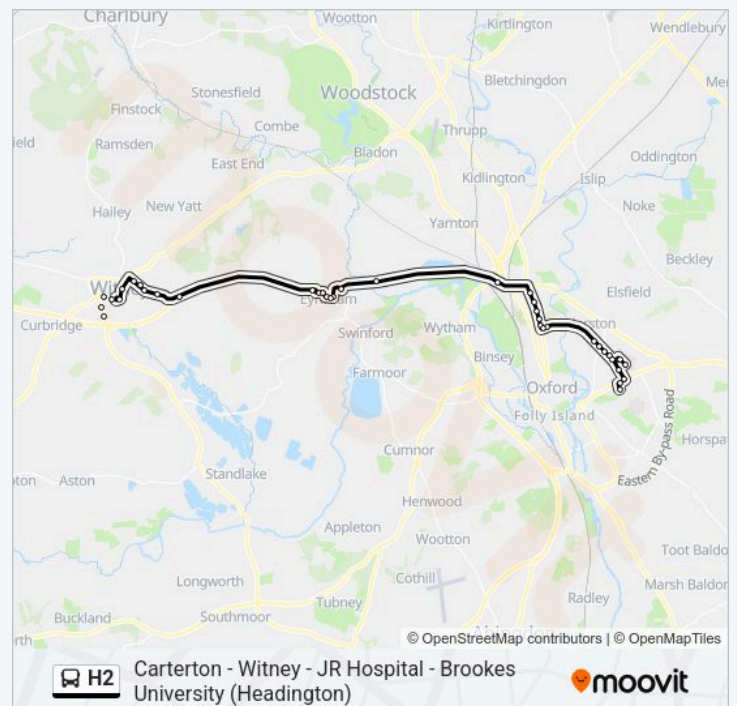 Charlbury
Wootton
Kirtlington
Wendlebury
Stonesfield
Bletchingdon
Finstock
Woodstock
Combe
Thrupp
Ramsden
Bladon
East End
Oddington
Kidlington
Islip
Hailey
New Yatt
Noke
Yarnton
Beckley
Elsfield
Curbridge
Swinford
Wytham
Binsey
Farmoor
Oxford
Folly Island
Eastern By-pass Road
Cumnor
Standlake
Aston
Henwood
Appleton
Wootton
Toot Baldo
Cothill
Longworth
Marsh Baldon
Radley
Tubney
Buckland
Southmoor
© OpenStreetMap contributors | © OpenMapTiles
H2
Carterton - Witney - JR Hospital - Brookes
University (Headington)
moovit